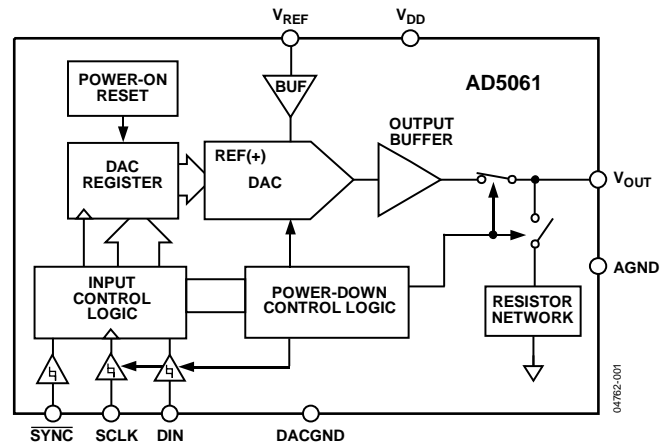 VREF
VDD
BUF
AD5061
POWER-ON
RESET
OUTPUT
BUFFER
REF(+)
DAC
REGISTER
DAC
VOUT
AGND
INPUT
CONTROL
LOGIC
POWER-DOWN
CONTROL LOGIC
RESISTOR
NETWORK
SYNC
SCLK
DIN
DACGND
04762-001